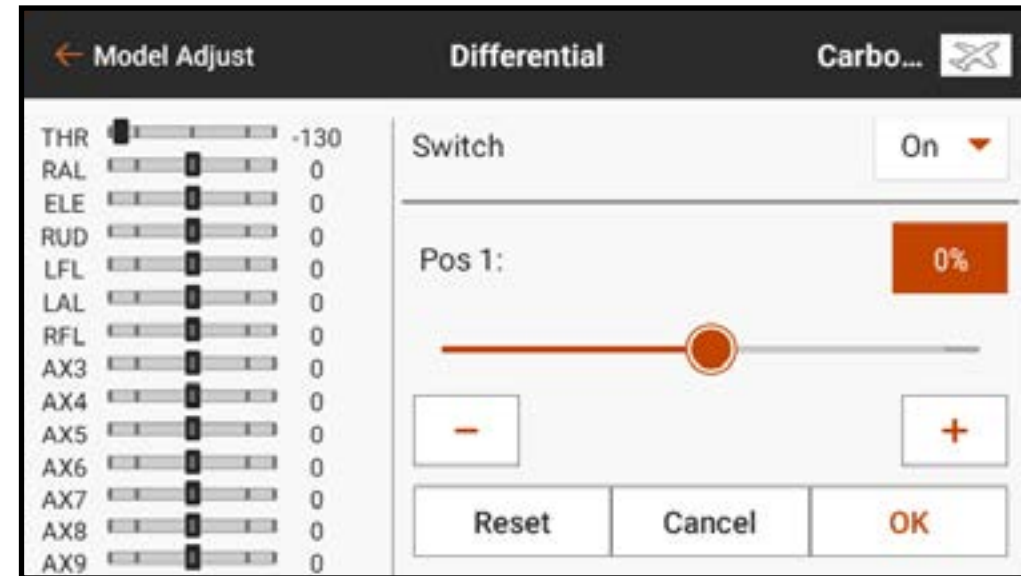 ← Model Adjust Differential Carbo...
THR -130
RAL 0
ELE 0
RUD 0
LFL 0
LAL 0
RFL 0
AX3 0
AX4 0
AX5 0
AX6 0
AX7 0
AX8 0
AX9 0
Switch On
Pos 1: 0%
− +
Reset Cancel OK